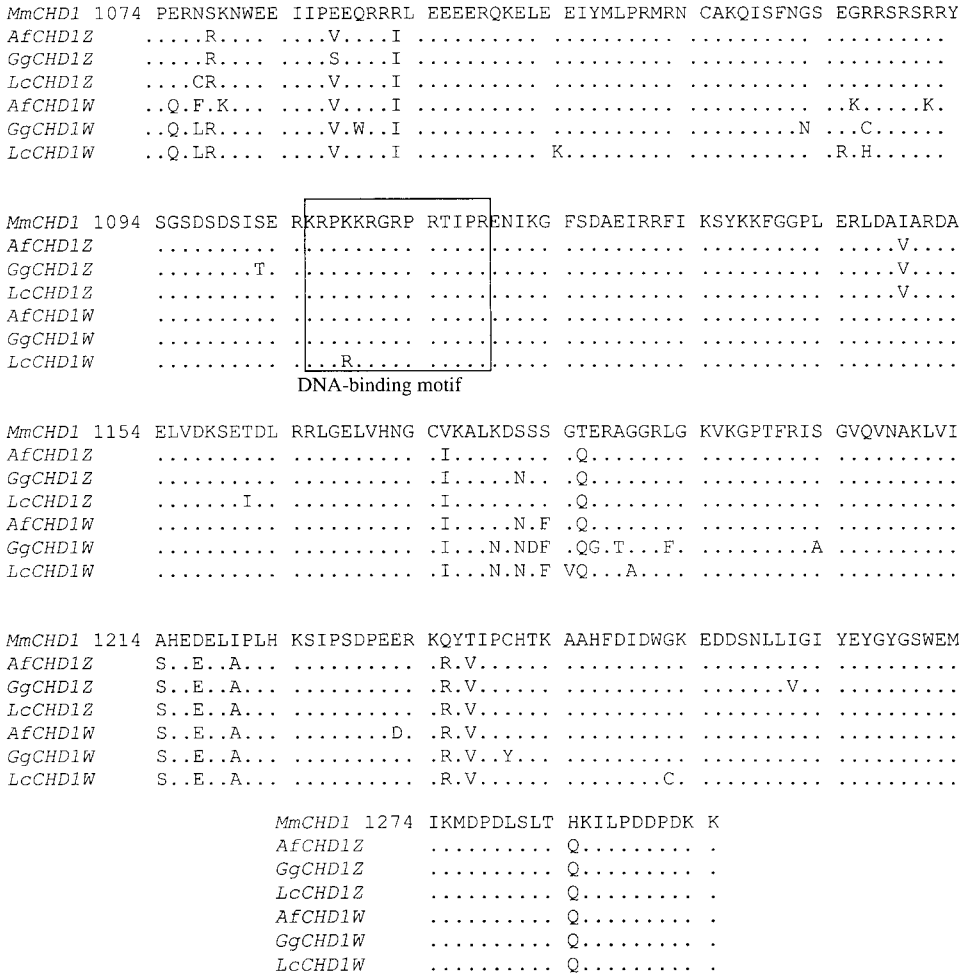 MmCHD1 1074 PERNSKNWEE IIPEEQRRRL EEEERQKELE EIYMLPRMRN CAKQISFNGS EGRRSRSRRY
AfCHD1Z .....R.... ....V....I .......... .......... .......... ..........
GgCHD1Z .....R.... ....S....I .......... .......... .......... ..........
LcCHD1Z ....CR.... ....V....I .......... .......... .......... ..........
AfCHD1W ..Q.F.K... ....V....I .......... .......... .......... .K......K.
GgCHD1W ..Q.LR.... ....V.W..I .......... .......... ........N. ..C.......
LcCHD1W ..Q.LR.... ....V....I .......... K......... .......... R.H.......
MmCHD1 1094 SGSDSDSISE RKRPKKRGRP RTIPRENIKG FSDAEIRRFI KSYKKFGGPL ERLDAIARDA
AfCHD1Z .......... .......... .......... .......... .......... .....V....
GgCHD1Z ........T. .......... .......... .......... .......... .....V....
LcCHD1Z .......... .......... .......... .......... .......... .....V....
AfCHD1W .......... .......... .......... .......... .......... ..........
GgCHD1W .......... .......... .......... .......... .......... ..........
LcCHD1W .......... ....R..... .......... .......... .......... ..........
DNA-binding motif
MmCHD1 1154 ELVDKSETDL RRLGELVHNG CVKALKDSSS GTERAGGRLG KVKGPTFRIS GVQVNAKLVI
AfCHD1Z .......... .......... .I........ .Q........ .......... ..........
GgCHD1Z .......... .......... .I.....N.. .Q........ .......... ..........
LcCHD1Z .......I.. .......... .I........ .Q........ .......... ..........
AfCHD1W .......... .......... .I.....N.F .Q........ .......... ..........
GgCHD1W .......... .......... .I...N.NDF .QG.T...F. .........A ..........
LcCHD1W .......... .......... .I...N.N.F VQ...A.... .......... ..........
MmCHD1 1214 AHEDELIPLH KSIPSDPEER KQYTIPCHTK AAHFDIDWGK EDDSNLLIGI YEYGYGSWEM
AfCHD1Z S..E..A... .......... .R.V...... .......... .......... ..........
GgCHD1Z S..E..A... .......... .R.V...... .......... .......V.. ..........
LcCHD1Z S..E..A... .......... .R.V...... .......... .......... ..........
AfCHD1W S..E..A... ........D. .R.V...... .......... .......... ..........
GgCHD1W S..E..A... .......... .R.V..Y... .......... .......... ..........
LcCHD1W S..E..A... .......... .R.V...... ........C. .......... ..........
MmCHD1 1274 IKMDPDLSLT HKILPDDPDK K
AfCHD1Z .......... Q......... .
GgCHD1Z .......... Q......... .
LcCHD1Z .......... Q......... .
AfCHD1W .......... Q......... .
GgCHD1W .......... Q......... .
LcCHD1W .......... Q......... .